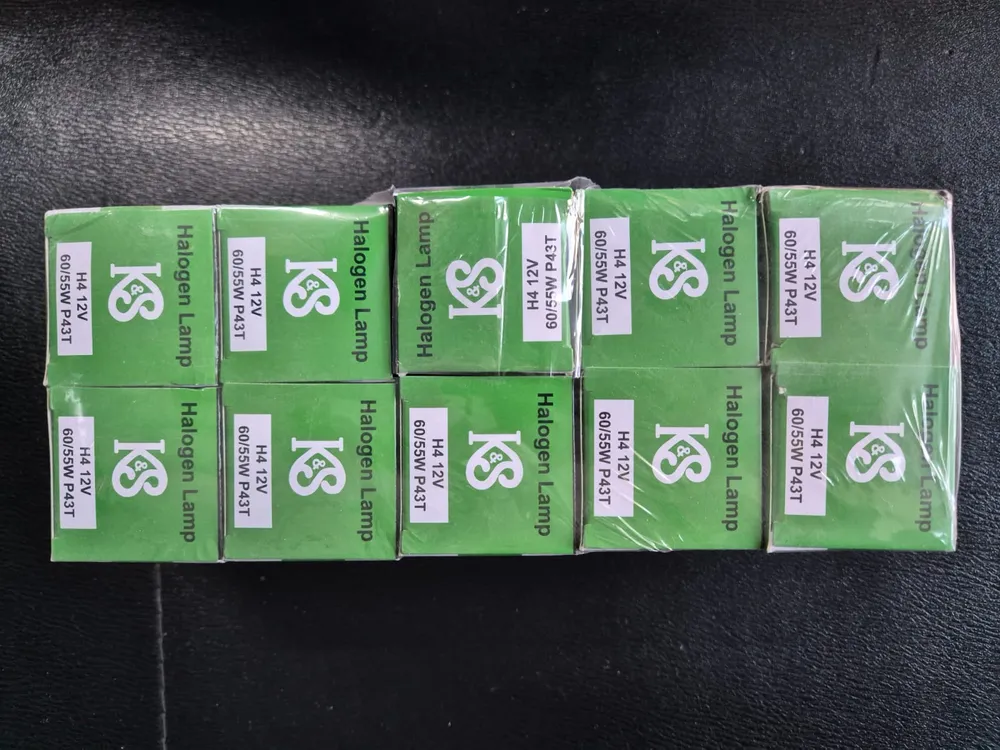 Halogen Lamp
K&S
H4 12V
60/55W P43T
Halogen Lamp
K&S
H4 12V
60/55W P43T
Halogen Lamp
K&S
H4 12V
60/55W P43T
Halogen Lamp
K&S
H4 12V
60/55W P43T
Halogen Lamp
K&S
H4 12V
60/55W P43T
Halogen Lamp
K&S
H4 12V
60/55W P43T
Halogen Lamp
K&S
H4 12V
60/55W P43T
Halogen Lamp
K&S
H4 12V
60/55W P43T
Halogen Lamp
K&S
H4 12V
60/55W P43T
Halogen Lamp
K&S
H4 12V
60/55W P43T